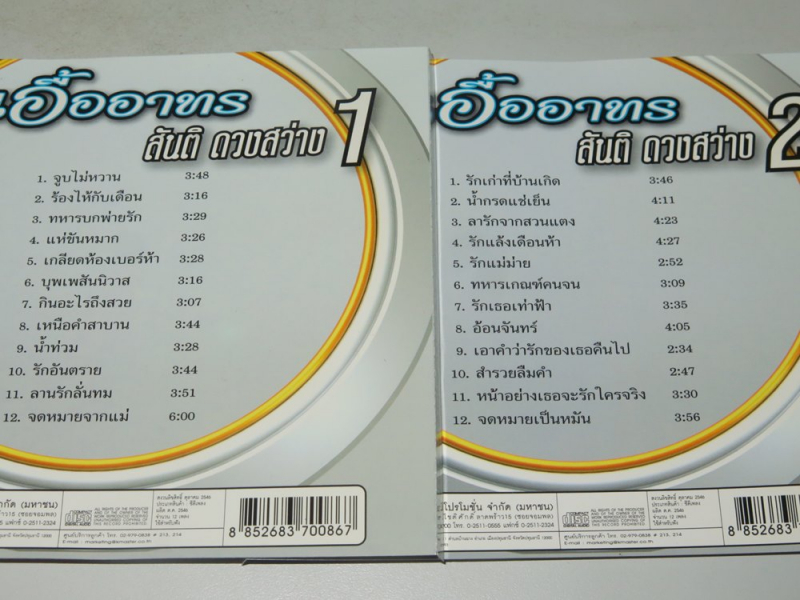 เอื้ออาทร
สันติ ดวงสว่าง 1
1. จูบไม่หวาน 3:48
2. ร้องไห้กับเดือน 3:16
3. ทหารบกพ่ายรัก 3:29
4. แห่ขันหมาก 3:26
5. เกลียดห้องเบอร์ห้า 3:28
6. บุพเพสันนิวาส 3:16
7. กินอะไรถึงสวย 3:07
8. เหนือคำสาบาน 3:44
9. น้ำท่วม 3:28
10. รักอันตราย 3:44
11. ลานรักลั่นทม 3:51
12. จดหมายจากแม่ 6:00
(มหาชน)
COMPACT
disc
DIGITAL AUDIO
8 852683 700867
เอื้ออาทร
สันติ ดวงสว่าง 2
1. รักเก่าที่บ้านเกิด 3:46
2. น้ำกรดแช่เย็น 4:11
3. ลารักจากสวนแตง 4:23
4. รักแล้งเดือนห้า 4:27
5. รักแม่ม่าย 2:52
6. ทหารเกณฑ์คนจน 3:09
7. รักเธอเท่าฟ้า 3:35
8. อ้อนจันทร์ 4:05
9. เอาคำว่ารักของเธอคืนไป 2:34
10. สำรวยลืมคำ 2:47
11. หน้าอย่างเธอจะรักใครจริง 3:30
12. จดหมายเป็นหมัน 3:56
โปรโมชั่น จำกัด (มหาชน)
COMPACT
disc
DIGITAL AUDIO
8 852683